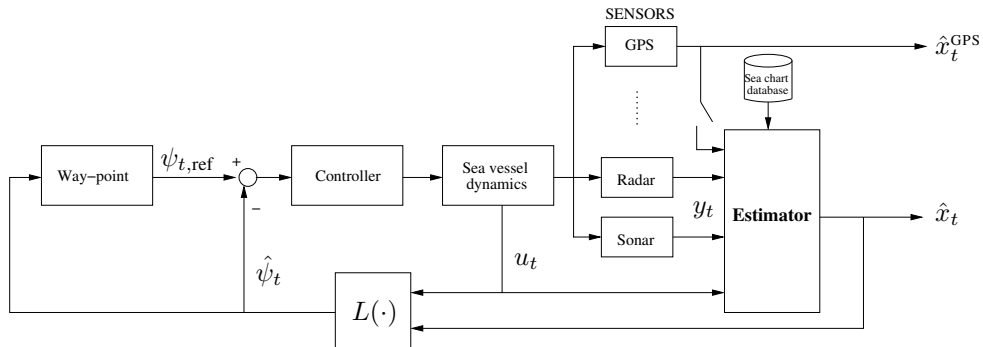 SENSORS
GPS
x̂_t^GPS
Sea chart
database
Way-point
ψ_t,ref
+
−
Controller
Sea vessel
dynamics
Radar
y_t
Estimator
x̂_t
Sonar
ψ̂_t
u_t
L(·)